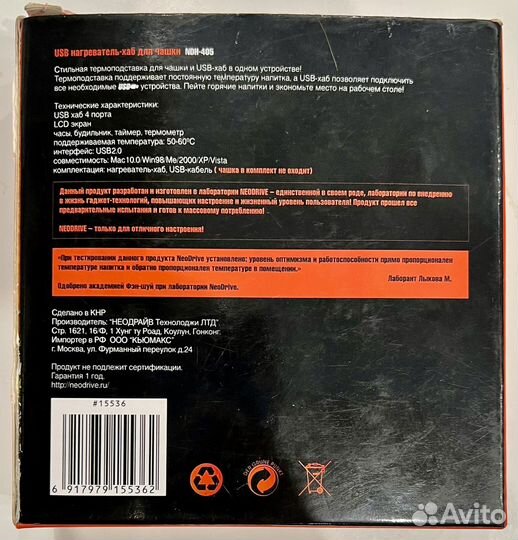 USB нагреватель-хаб для чашки NDH-405
Стильная термоподставка для чашки и USB-хаб в одном устройстве!
Термоподставка поддерживает постоянную температуру напитка, а USB-хаб позволяет подключить
все необходимые USB устройства. Пейте горячие напитки и экономьте место на рабочем столе!
Технические характеристики:
USB хаб 4 порта
LCD экран
часы, будильник, таймер, термометр
поддерживаемая температура: 50-60°С
интерфейс: USB2.0
совместимость: Mac10.0/Win98/Me/2000/XP/Vista
комплектация: нагреватель-хаб, USB-кабель ( чашка в комплект не входит)
Данный продукт разработан и изготовлен в лаборатории NEODRIVE – единственной в своем роде, лаборатории по внедрению
в жизнь гаджет-технологий, повышающих настроение и жизненный уровень пользователя! Продукт прошел все
предварительные испытания и готов к массовому потреблению!
NEODRIVE – только для отличного настроения!
«При тестировании данного продукта NeoDrive установлено: уровень оптимизма и работоспособности прямо пропорционален
температуре напитка и обратно пропорционален температуре в помещении.»
Лаборант Лыкова М.
Одобрено академией Фэн-шуй при лаборатории NeoDrive.
Сделано в КНР
Производитель: "НЕОДРАЙВ Технолоджи ЛТД"
Стр. 1621, 16 Ф, 1 Хунг ту Роад, Коулун, Гонконг.
Импортер в РФ ООО "КЬЮМАКС"
г. Москва, ул. Фурманный переулок д.24
Продукт не подлежит сертификации.
Гарантия 1 год.
http://neodrive.ru/
#15536
6 917979 155362
DER GRÜNE PUNKT
Avito